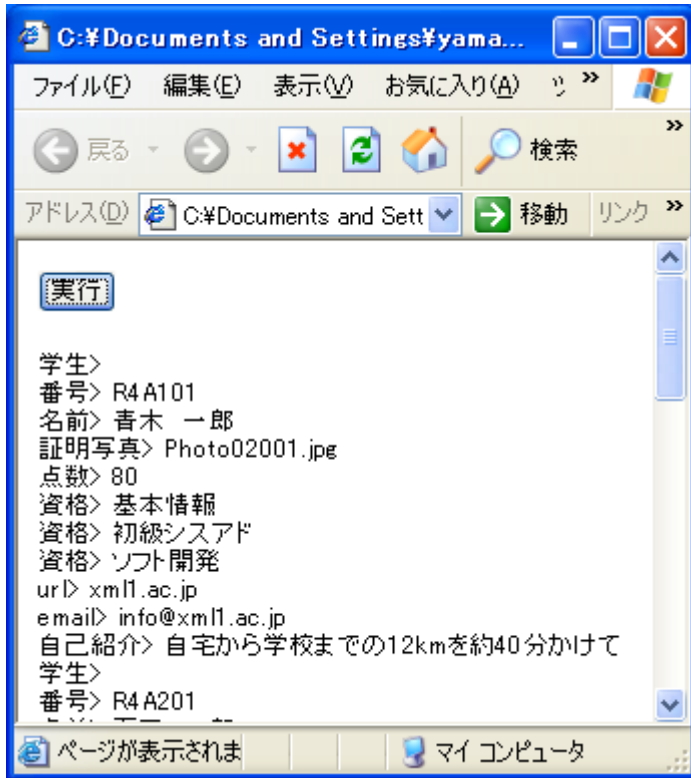 C:¥Documents and Settings¥yama...
ファイル(F) 編集(E) 表示(V) お気に入り(A) »
戻る 検索 »
アドレス(D) C:¥Documents and Sett 移動 リンク »
実行
学生>
番号> R4A101
名前> 青木 一郎
証明写真> Photo02001.jpg
点数> 80
資格> 基本情報
資格> 初級シスアド
資格> ソフト開発
url> xml1.ac.jp
email> info@xml1.ac.jp
自己紹介> 自宅から学校までの12kmを約40分かけて
学生>
番号> R4A201
ページが表示されま マイ コンピュータ